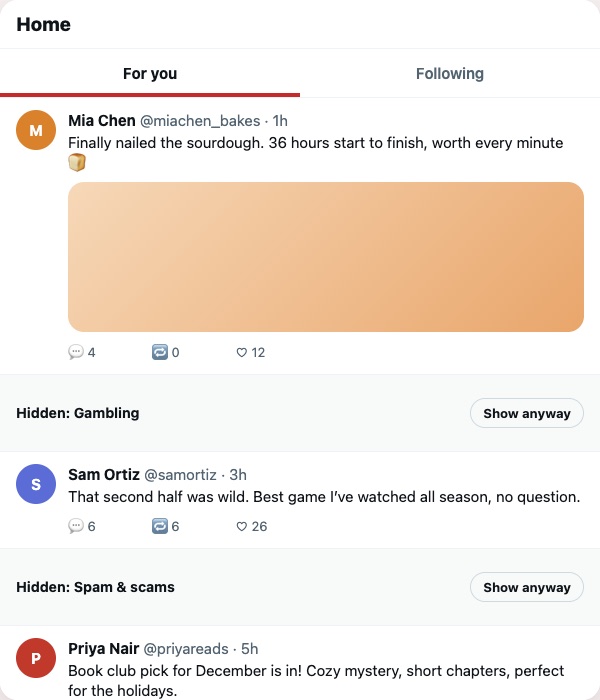 Home
For you
Following
M
Mia Chen @miachen_bakes · 1h
Finally nailed the sourdough. 36 hours start to finish, worth every minute
🍞
💬 4 🔁 0 ♡ 12
Hidden: Gambling
Show anyway
S
Sam Ortiz @samortiz · 3h
That second half was wild. Best game I’ve watched all season, no question.
💬 6 🔁 6 ♡ 26
Hidden: Spam & scams
Show anyway
P
Priya Nair @priyareads · 5h
Book club pick for December is in! Cozy mystery, short chapters, perfect
for the holidays.